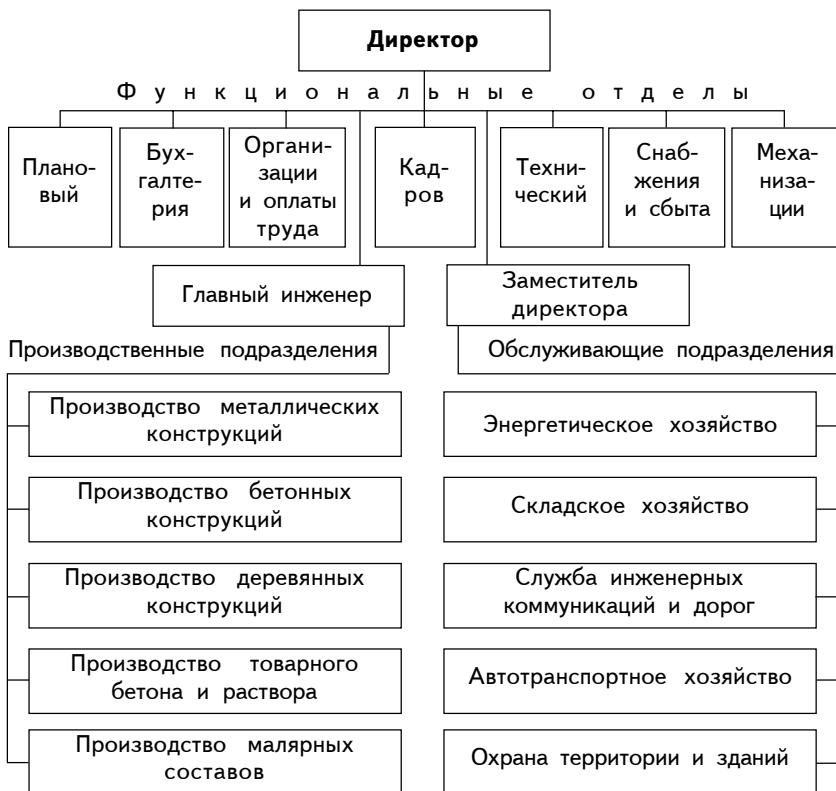 Директор
Функциональные отделы
Плано-
вый
Бух-
галте-
рия
Органи-
зации
и оплаты
труда
Кад-
ров
Техни-
ческий
Снаб-
жения
и сбыта
Меха-
низа-
ции
Главный инженер
Заместитель
директора
Производственные подразделения
Обслуживающие подразделения
Производство металлических
конструкций
Энергетическое хозяйство
Производство бетонных
конструкций
Складское хозяйство
Производство деревянных
конструкций
Служба инженерных
коммуникаций и дорог
Производство товарного
бетона и раствора
Автотранспортное хозяйство
Производство малярных
составов
Охрана территории и зданий